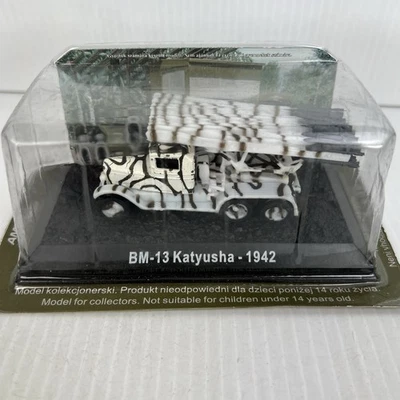 BM-13 Katyusha - 1942
Model kolekcjonerski. Produkt nieodpowiedni dla dzieci poniżej 14 roku życia.
Model for collectors. Not suitable for children under 14 years old.